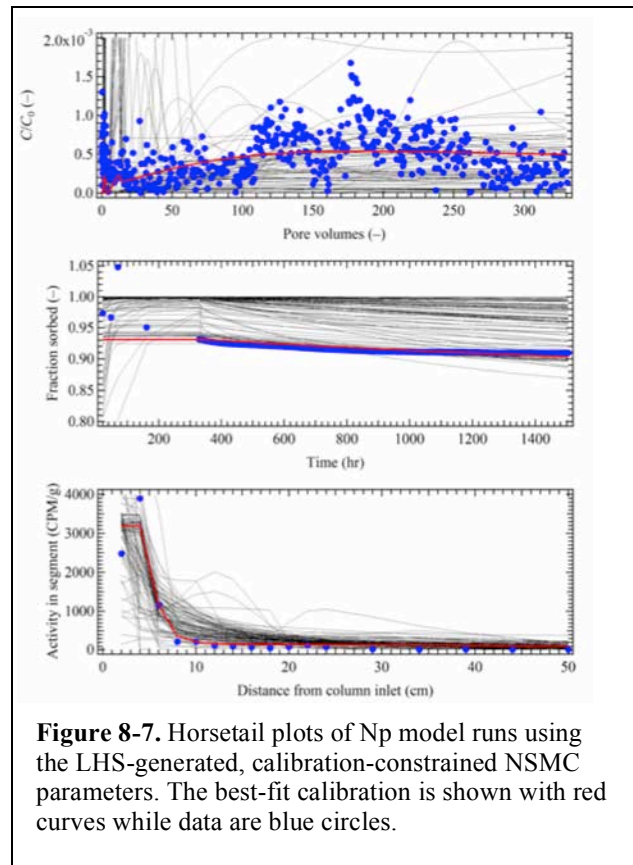 2.0x10⁻³
1.5
1.0
0.5
0.0
C/C₀ (–)
0 50 100 150 200 250 300
Pore volumes (–)
1.05
1.00
0.95
0.90
0.85
0.80
Fraction sorbed (–)
200 400 600 800 1000 1200 1400
Time (hr)
4000
3000
2000
1000
0
Activity in segment (CPM/g)
0 10 20 30 40 50
Distance from column inlet (cm)
Figure 8-7. Horsetail plots of Np model runs using
the LHS-generated, calibration-constrained NSMC
parameters. The best-fit calibration is shown with red
curves while data are blue circles.